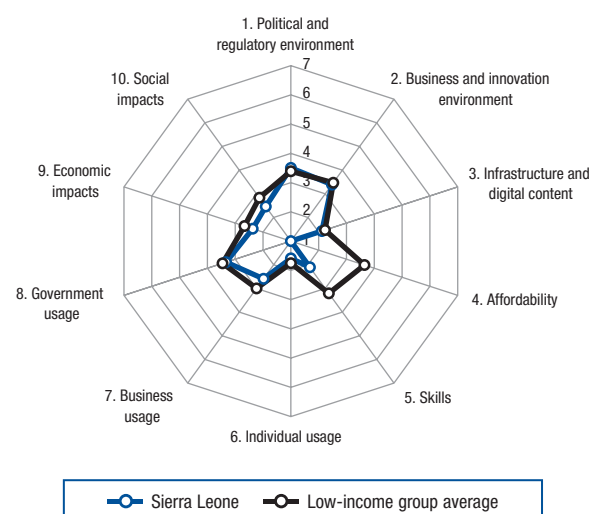 1. Political and
regulatory environment
7
6
5
4
3
2
1
2. Business and innovation
environment
3. Infrastructure and
digital content
4. Affordability
5. Skills
6. Individual usage
7. Business
usage
8. Government
usage
9. Economic
impacts
10. Social
impacts
Sierra Leone
Low-income group average